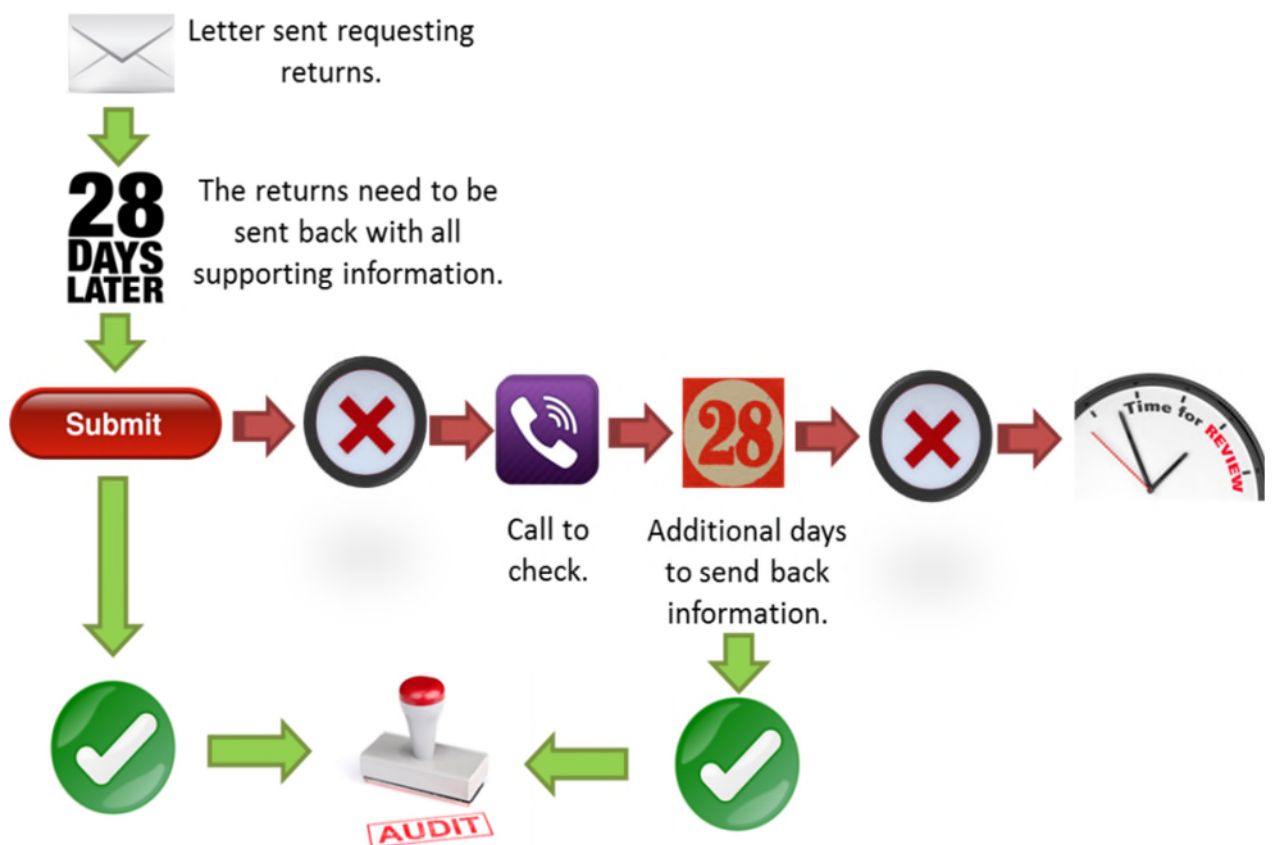 Letter sent requesting
returns.
28
DAYS
LATER
The returns need to be
sent back with all
supporting information.
Submit
28
Time for REVIEW
Call to
check.
Additional days
to send back
information.
AUDIT